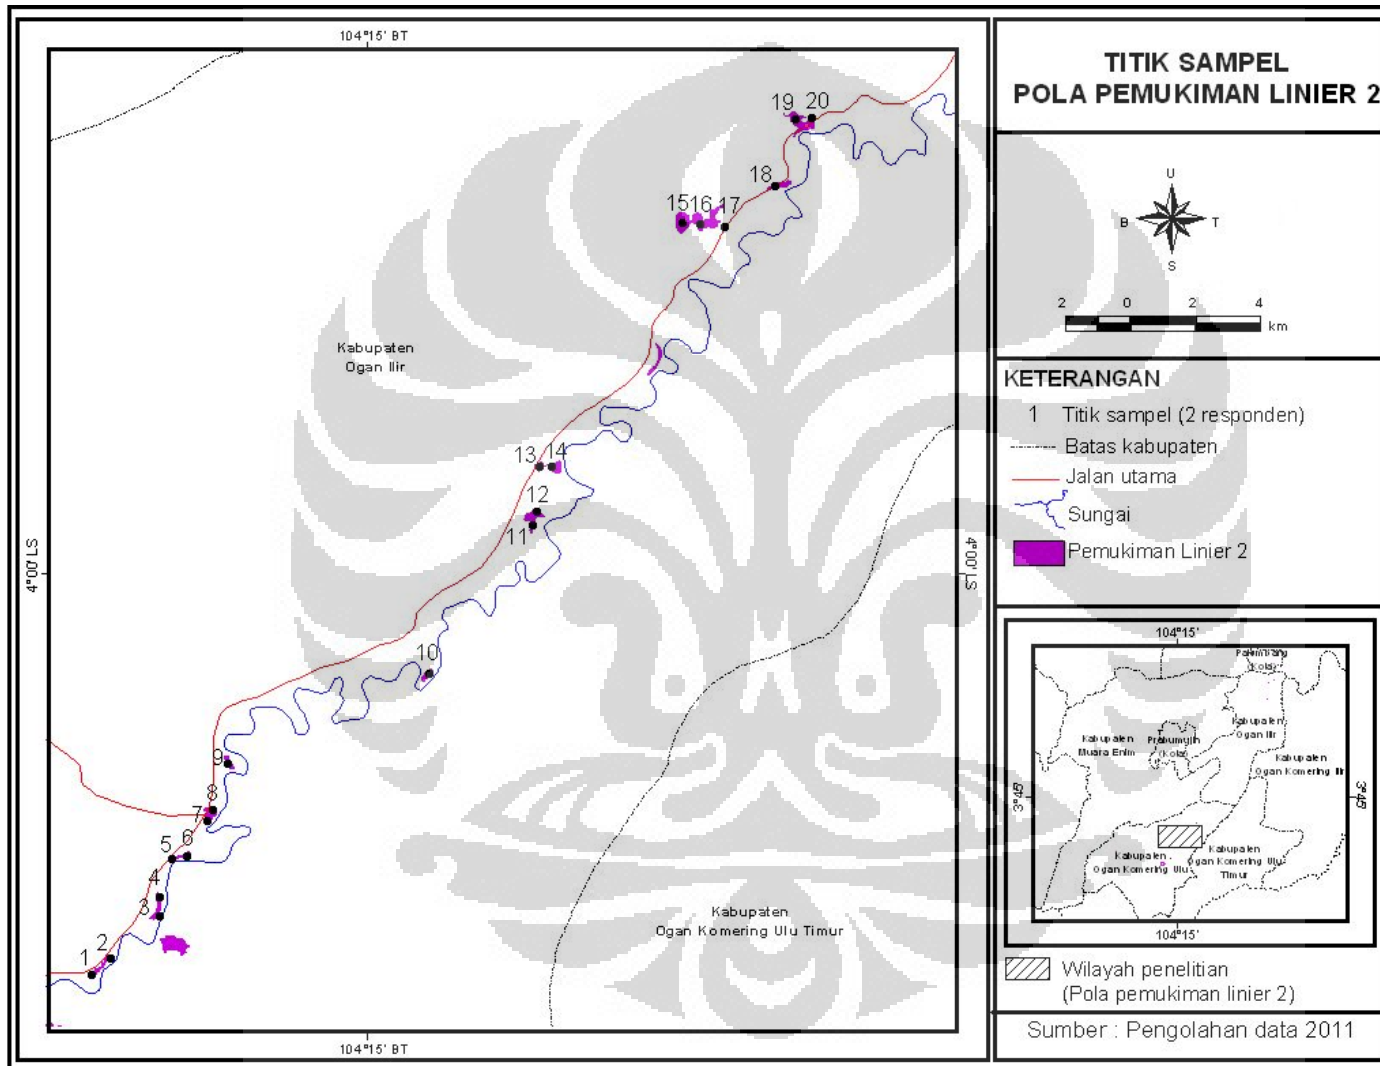 104°15' BT
TITIK SAMPEL
POLA PEMUKIMAN LINIER 2
19 20
18
15 16 17
U
B T
S
2 0 2 4
km
Kabupaten
Ogan Ilir
KETERANGAN
1 Titik sampel (2 responden)
Batas kabupaten
Jalan utama
Sungai
Pemukiman Linier 2
13 14
12
11
4°00' LS
4°00' LS
10
9
8
7
6
5
4
3
2
1
Kabupaten
Ogan Komering Ulu Timur
104°15' BT
104°15'
Palembang
(Kota)
Kabupaten
Ogan Ilir
Kabupaten
Muara Enim
Prabumulih
(Kota)
Kabupaten
Ogan Komering Ilir
3°45'
3°45'
Kabupaten
Ogan Komering Ulu
Kabupaten
Ogan Komering Ulu
Timur
104°15'
Wilayah penelitian
(Pola pemukiman linier 2)
Sumber : Pengolahan data 2011